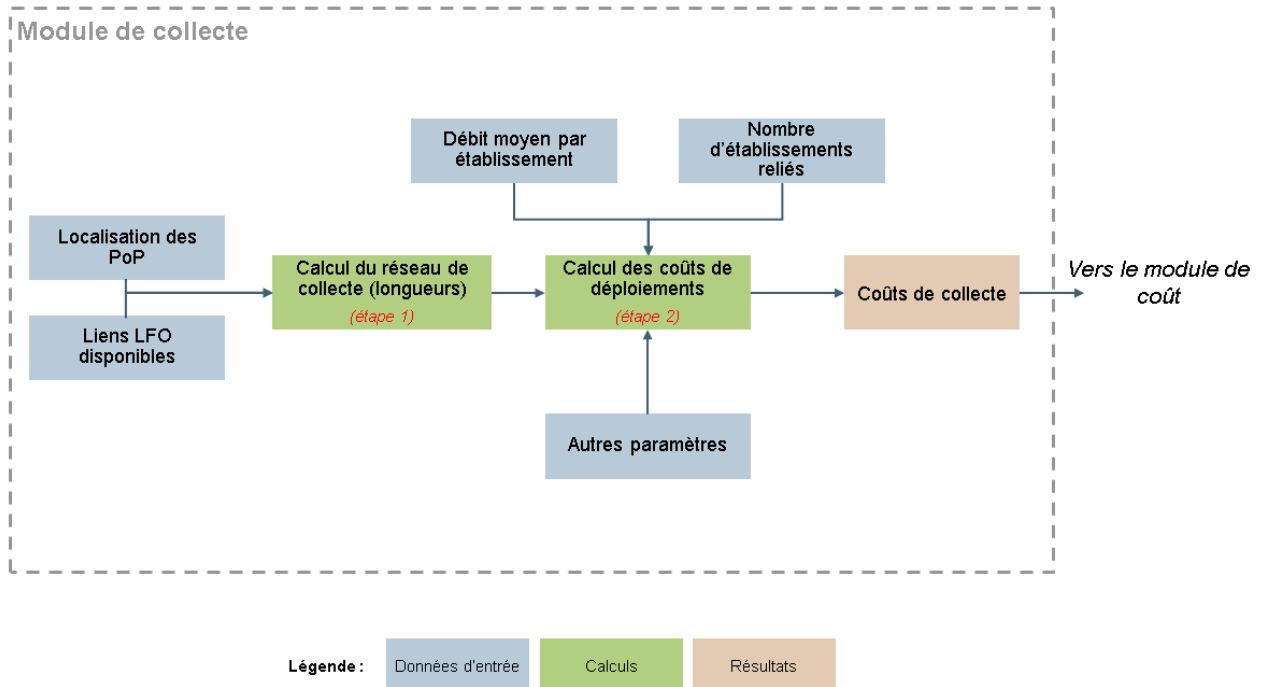 Module de collecte
Débit moyen par
établissement
Nombre
d'établissements
reliés
Localisation des
PoP
Liens LFO
disponibles
Calcul du réseau de
collecte (longueurs)
(étape 1)
Calcul des coûts de
déploiements
(étape 2)
Coûts de collecte
Vers le module de
coût
Autres paramètres
Légende :
Données d'entrée
Calculs
Résultats